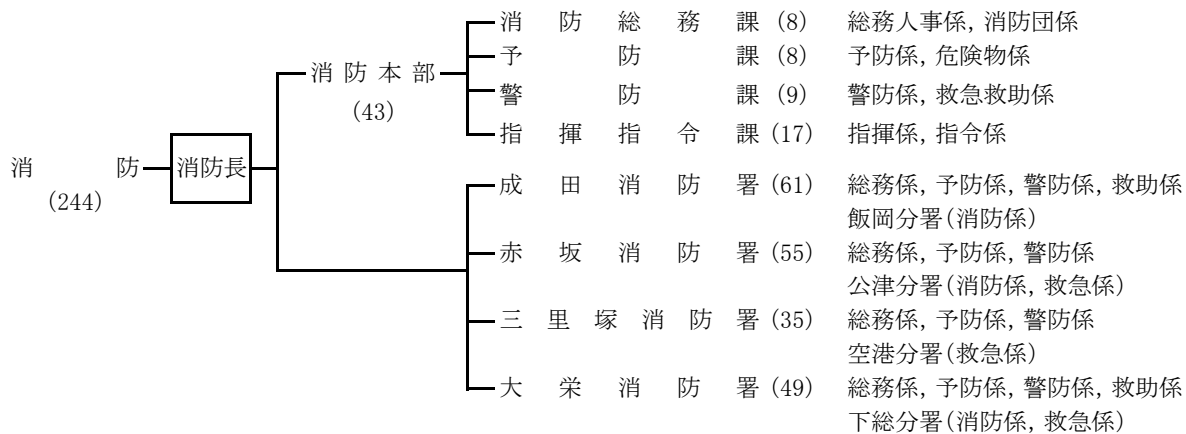 消防総務課 (8) 総務人事係, 消防団係
予防課 (8) 予防係, 危険物係
消防本部
(43)
警防課 (9) 警防係, 救急救助係
指揮指令課 (17) 指揮係, 指令係
消防
(244)
消防長
成田消防署 (61) 総務係, 予防係, 警防係, 救助係
飯岡分署(消防係)
赤坂消防署 (55) 総務係, 予防係, 警防係
公津分署(消防係, 救急係)
三里塚消防署 (35) 総務係, 予防係, 警防係
空港分署(救急係)
大栄消防署 (49) 総務係, 予防係, 警防係, 救助係
下総分署(消防係, 救急係)